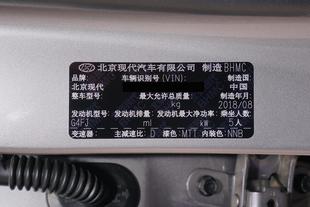 北京现代汽车有限公司 制造 BHMC
品牌: 车辆识别号(VIN): 制造国:
北京现代 中国
整车型号: 最大允许总质量: 制造年月:
kg 2018/08
发动机型号: 发动机排量: 发动机最大净功率: 乘坐人数:
G4FJ ml kW 5人
变速器: 主减速比: D 漆色: MTT 内装色: NNB